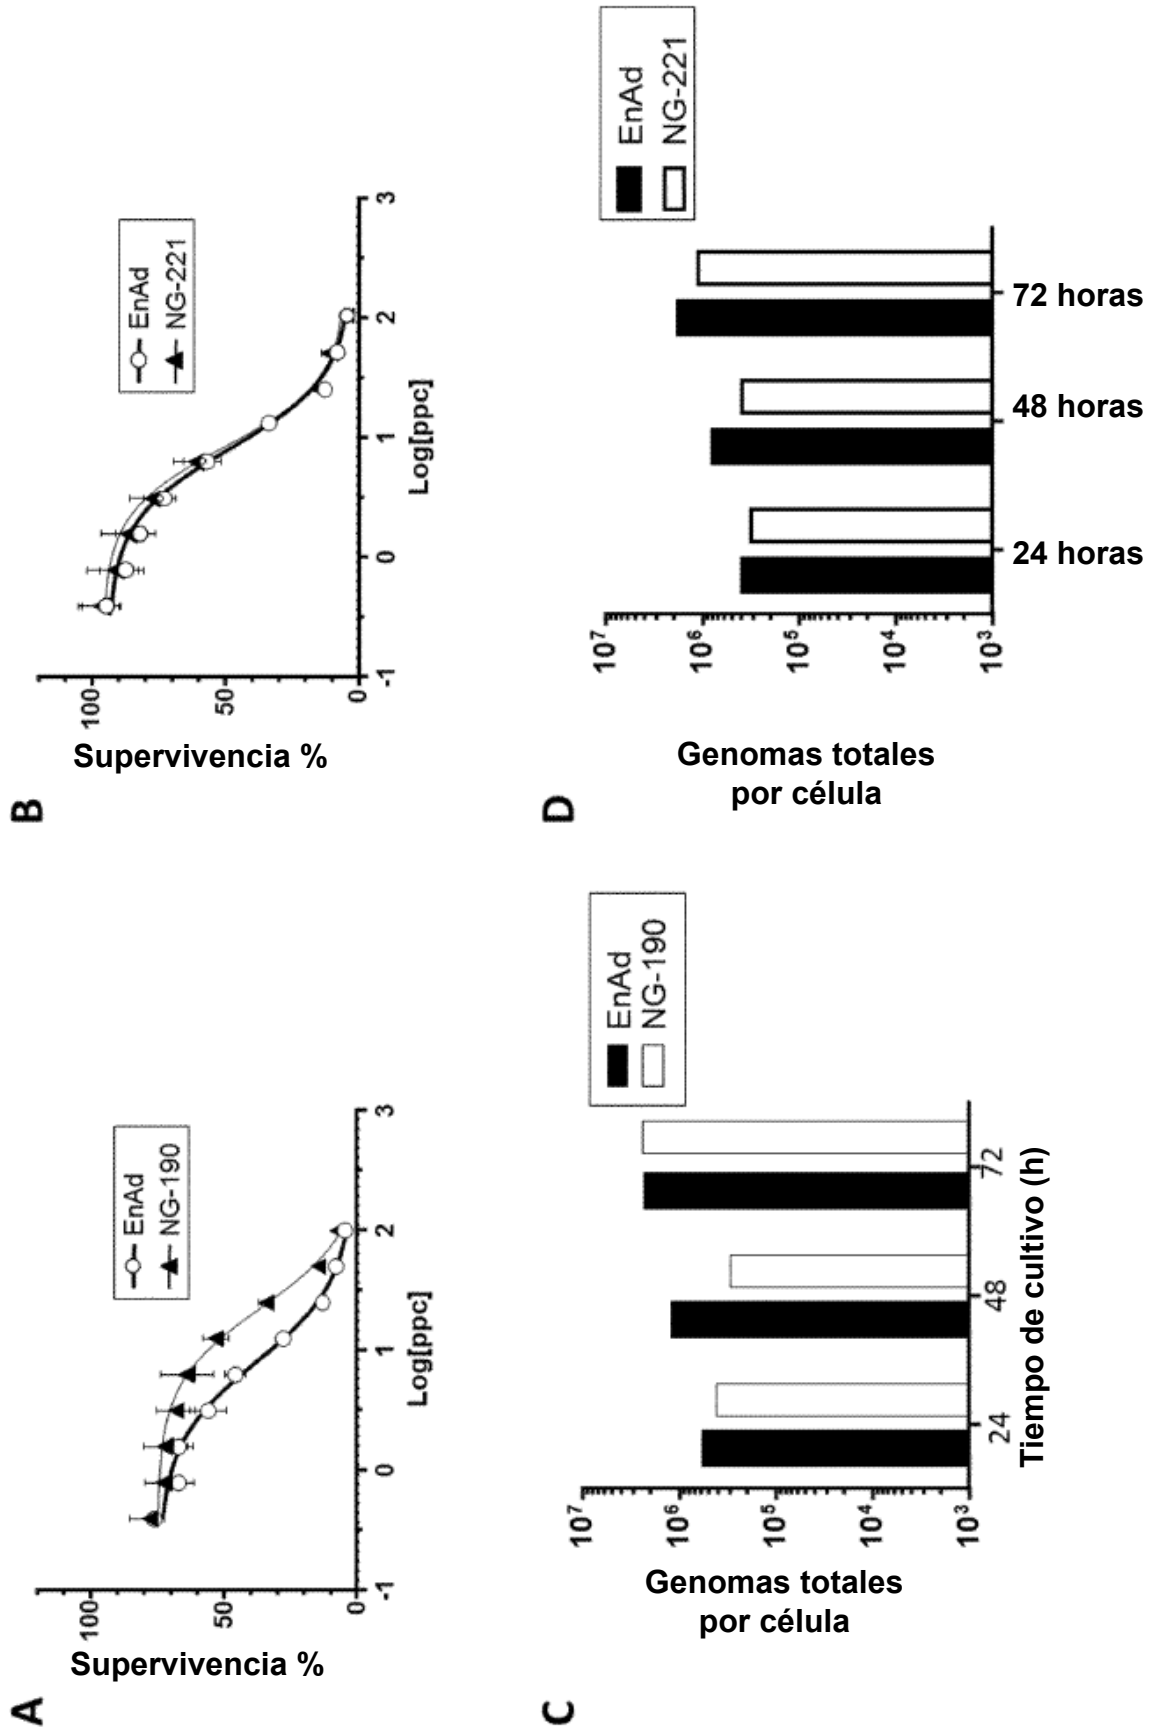 A
Supervivencia %
100
50
0
-1
0
1
2
3
Log[ppc]
EnAd
NG-190
B
Supervivencia %
100
50
0
-1
0
1
2
3
Log[ppc]
EnAd
NG-221
C
Genomas totales
por célula
10⁷
10⁶
10⁵
10⁴
10³
24
48
72
Tiempo de cultivo (h)
EnAd
NG-190
D
Genomas totales
por célula
10⁷
10⁶
10⁵
10⁴
10³
24 horas
48 horas
72 horas
EnAd
NG-221